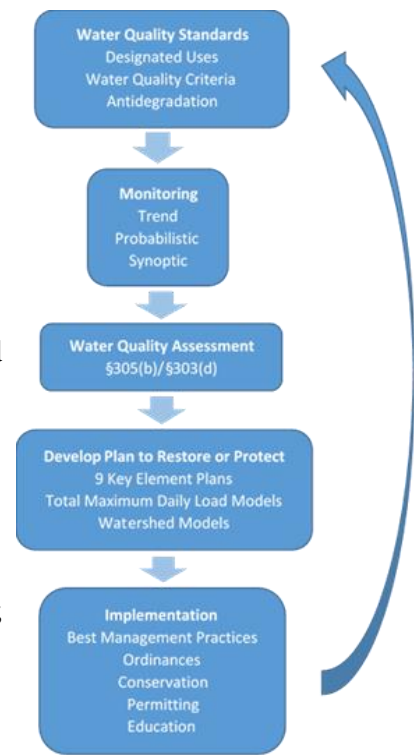 Water Quality Standards
Designated Uses
Water Quality Criteria
Antidegradation
Monitoring
Trend
Probabilistic
Synoptic
Water Quality Assessment
§305(b)/§303(d)
Develop Plan to Restore or Protect
9 Key Element Plans
Total Maximum Daily Load Models
Watershed Models
Implementation
Best Management Practices
Ordinances
Conservation
Permitting
Education